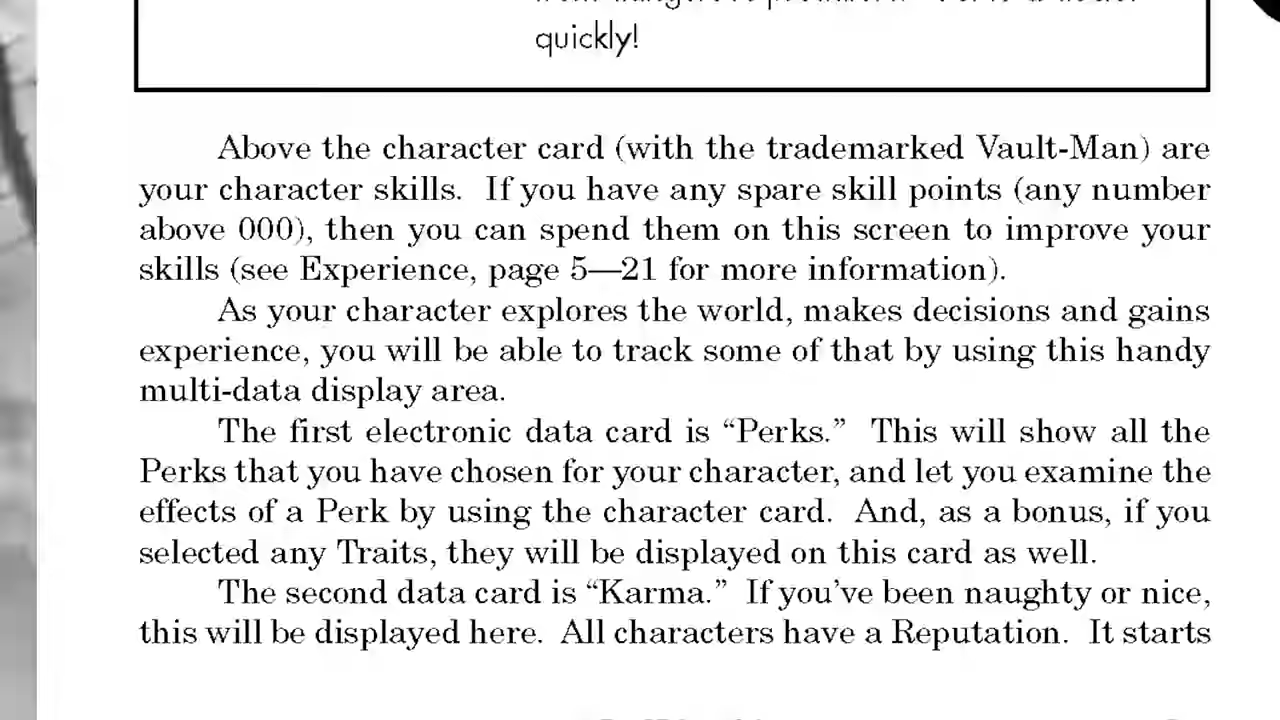 quickly!
Above the character card (with the trademarked Vault-Man) are
your character skills. If you have any spare skill points (any number
above 000), then you can spend them on this screen to improve your
skills (see Experience, page 5—21 for more information).
As your character explores the world, makes decisions and gains
experience, you will be able to track some of that by using this handy
multi-data display area.
The first electronic data card is “Perks.” This will show all the
Perks that you have chosen for your character, and let you examine the
effects of a Perk by using the character card. And, as a bonus, if you
selected any Traits, they will be displayed on this card as well.
The second data card is “Karma.” If you’ve been naughty or nice,
this will be displayed here. All characters have a Reputation. It starts